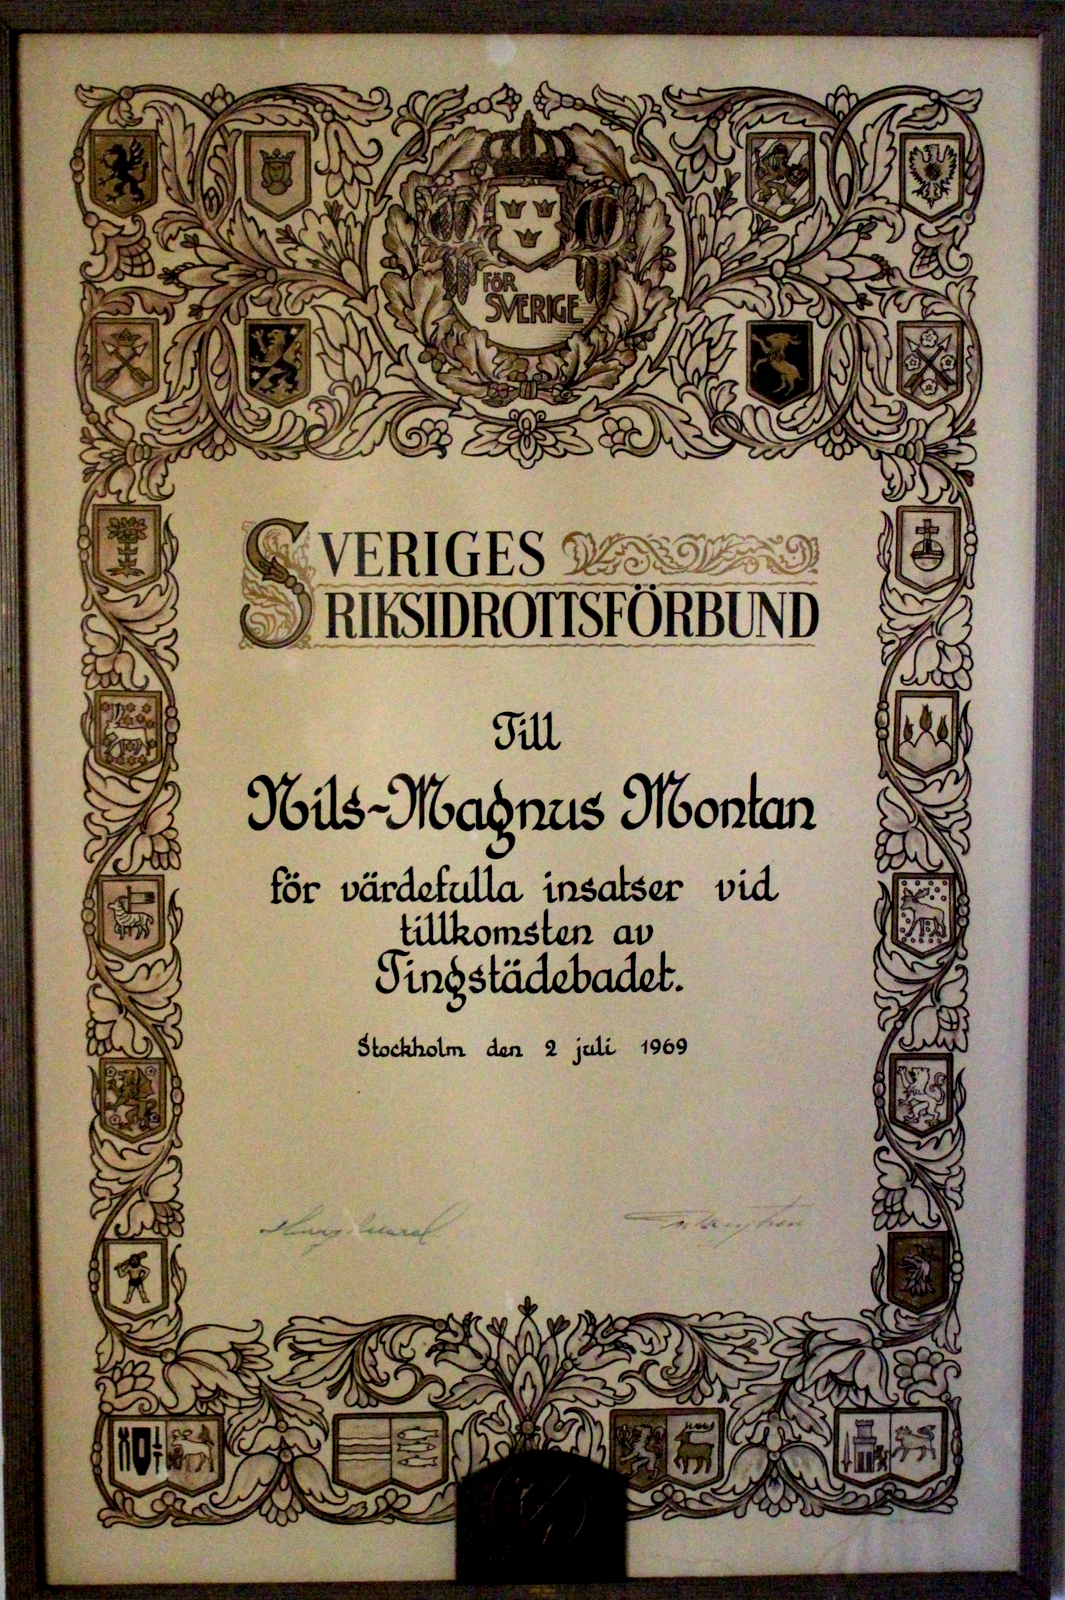 FÖR
SVERIGE
SVERIGES
RIKSIDROTTSFÖRBUND
Till
Nils-Magnus Montan
för värdefulla insatser vid
tillkomsten av
Tingstädebadet.
Stockholm den 2 juli 1969